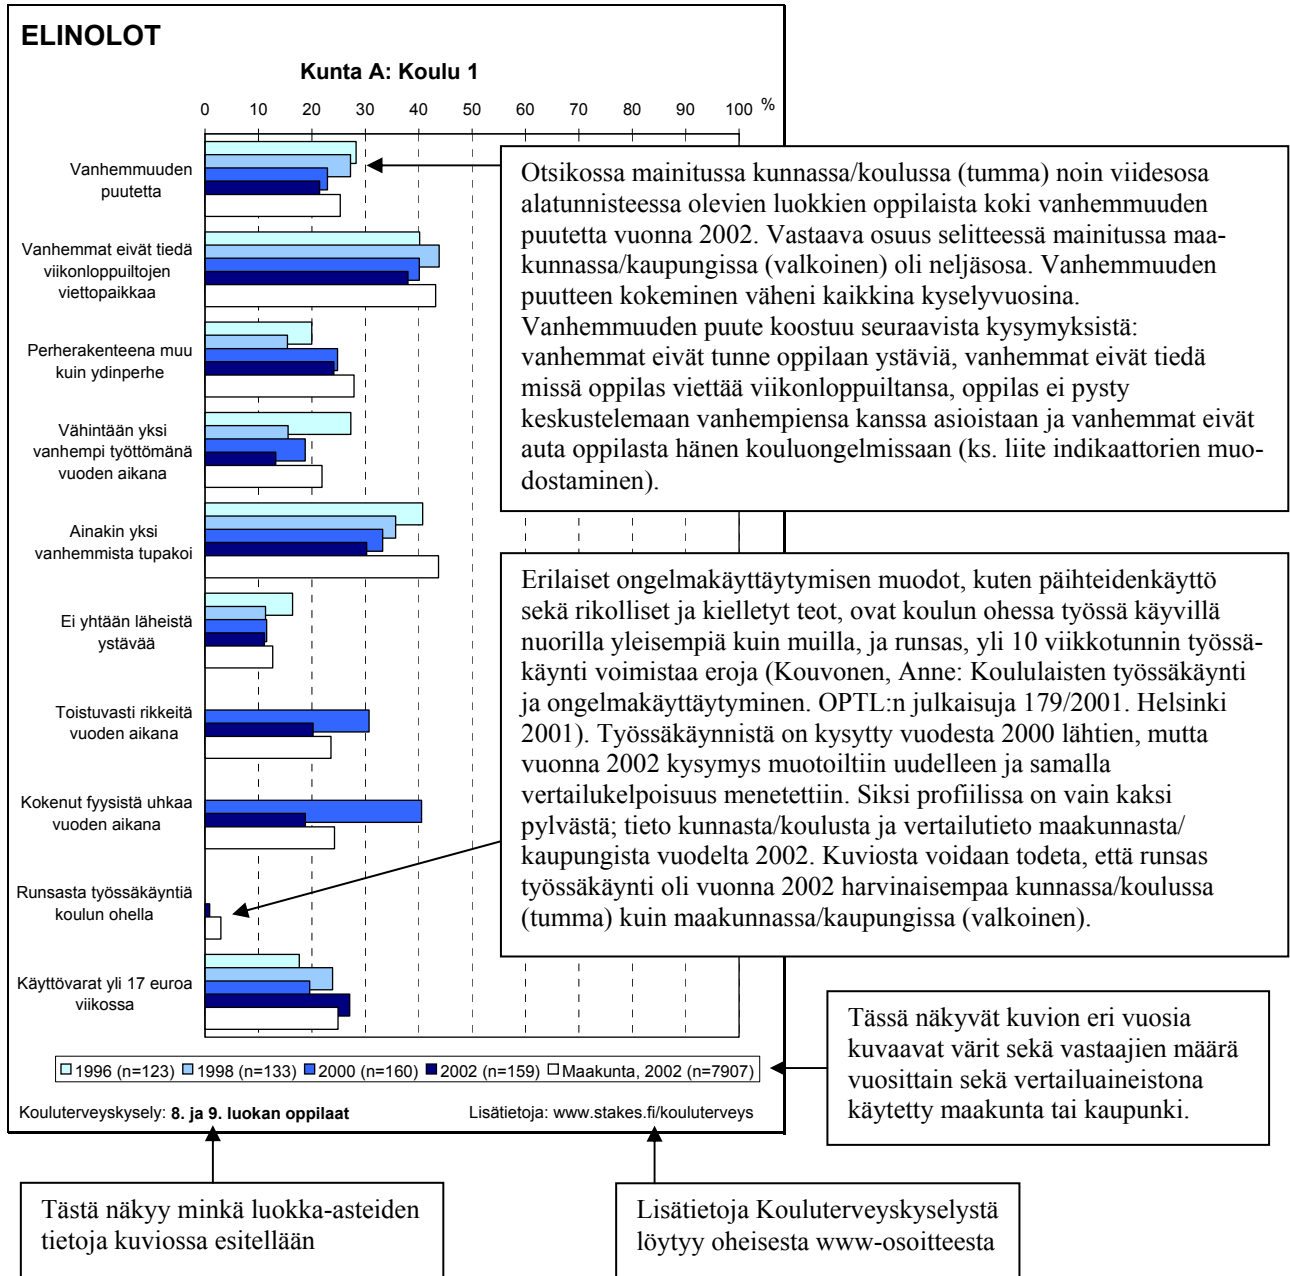 ELINOLOT
Kunta A: Koulu 1
0 10 20 30 40 50 60 70 80 90 100 %
Vanhemmuuden
puutetta
Vanhemmat eivät tiedä
viikonloppuiltojen
viettopaikkaa
Perherakenteena muu
kuin ydinperhe
Vähintään yksi
vanhempi työttömänä
vuoden aikana
Ainakin yksi
vanhemmista tupakoi
Ei yhtään läheistä
ystävää
Toistuvasti rikkeitä
vuoden aikana
Kokenut fyysistä uhkaa
vuoden aikana
Runsasta työssäkäyntiä
koulun ohella
Käyttövarat yli 17 euroa
viikossa
Otsikossa mainitussa kunnassa/koulussa (tumma) noin viidesosa
alatunnisteessa olevien luokkien oppilaista koki vanhemmuuden
puutetta vuonna 2002. Vastaava osuus selitteessä mainitussa maa-
kunnassa/kaupungissa (valkoinen) oli neljäsosa. Vanhemmuuden
puutteen kokeminen väheni kaikkina kyselyvuosina.
Vanhemmuuden puute koostuu seuraavista kysymyksistä:
vanhemmat eivät tunne oppilaan ystäviä, vanhemmat eivät tiedä
missä oppilas viettää viikonloppuiltansa, oppilas ei pysty
keskustelemaan vanhempiensa kanssa asioistaan ja vanhemmat eivät
auta oppilasta hänen kouluongelmissaan (ks. liite indikaattorien muo-
dostaminen).
Erilaiset ongelmakäyttäytymisen muodot, kuten päihteidenkäyttö
sekä rikolliset ja kielletyt teot, ovat koulun ohessa työssä käyvillä
nuorilla yleisempiä kuin muilla, ja runsas, yli 10 viikkotunnin työssä-
käynti voimistaa eroja (Kouvonen, Anne: Koululaisten työssäkäynti
ja ongelmakäyttäytyminen. OPTL:n julkaisuja 179/2001. Helsinki
2001). Työssäkäynnistä on kysytty vuodesta 2000 lähtien, mutta
vuonna 2002 kysymys muotoiltiin uudelleen ja samalla
vertailukelpoisuus menetettiin. Siksi profiilissa on vain kaksi
pylvästä; tieto kunnasta/koulusta ja vertailutieto maakunnasta/
kaupungista vuodelta 2002. Kuviosta voidaan todeta, että runsas
työssäkäynti oli vuonna 2002 harvinaisempaa kunnassa/koulussa
(tumma) kuin maakunnassa/kaupungissa (valkoinen).
1996 (n=123) 1998 (n=133) 2000 (n=160) 2002 (n=159) Maakunta, 2002 (n=7907)
Kouluterveyskysely: 8. ja 9. luokan oppilaat Lisätietoja: www.stakes.fi/kouluterveys
Tässä näkyvät kuvion eri vuosia
kuvaavat värit sekä vastaajien määrä
vuosittain sekä vertailuaineistona
käytetty maakunta tai kaupunki.
Tästä näkyy minkä luokka-asteiden
tietoja kuviossa esitellään
Lisätietoja Kouluterveyskyselystä
löytyy oheisesta www-osoitteesta